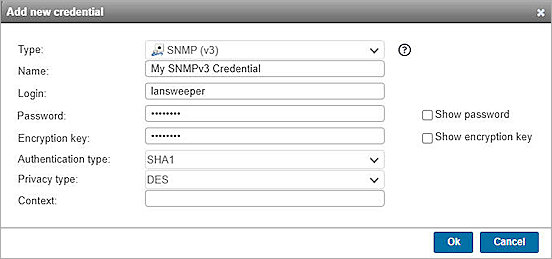 Add new credential
Type: SNMP (v3)
Name: My SNMPv3 Credential
Login: lansweeper
Password: •••••••• Show password
Encryption key: •••••••• Show encryption key
Authentication type: SHA1
Privacy type: DES
Context:
Ok Cancel